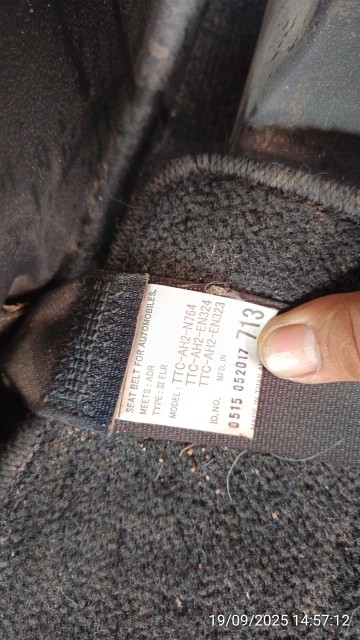 SEAT BELT FOR AUTOMOBILES.
MEETS: ADR
TYPE: III ELR
MODEL: TTC-AH2-N764
TTC-AH2-EN324
TTC-AH2-EN323
ID.NO. MFG.IN
0515 052017 713
19/09/2025 14:57:12